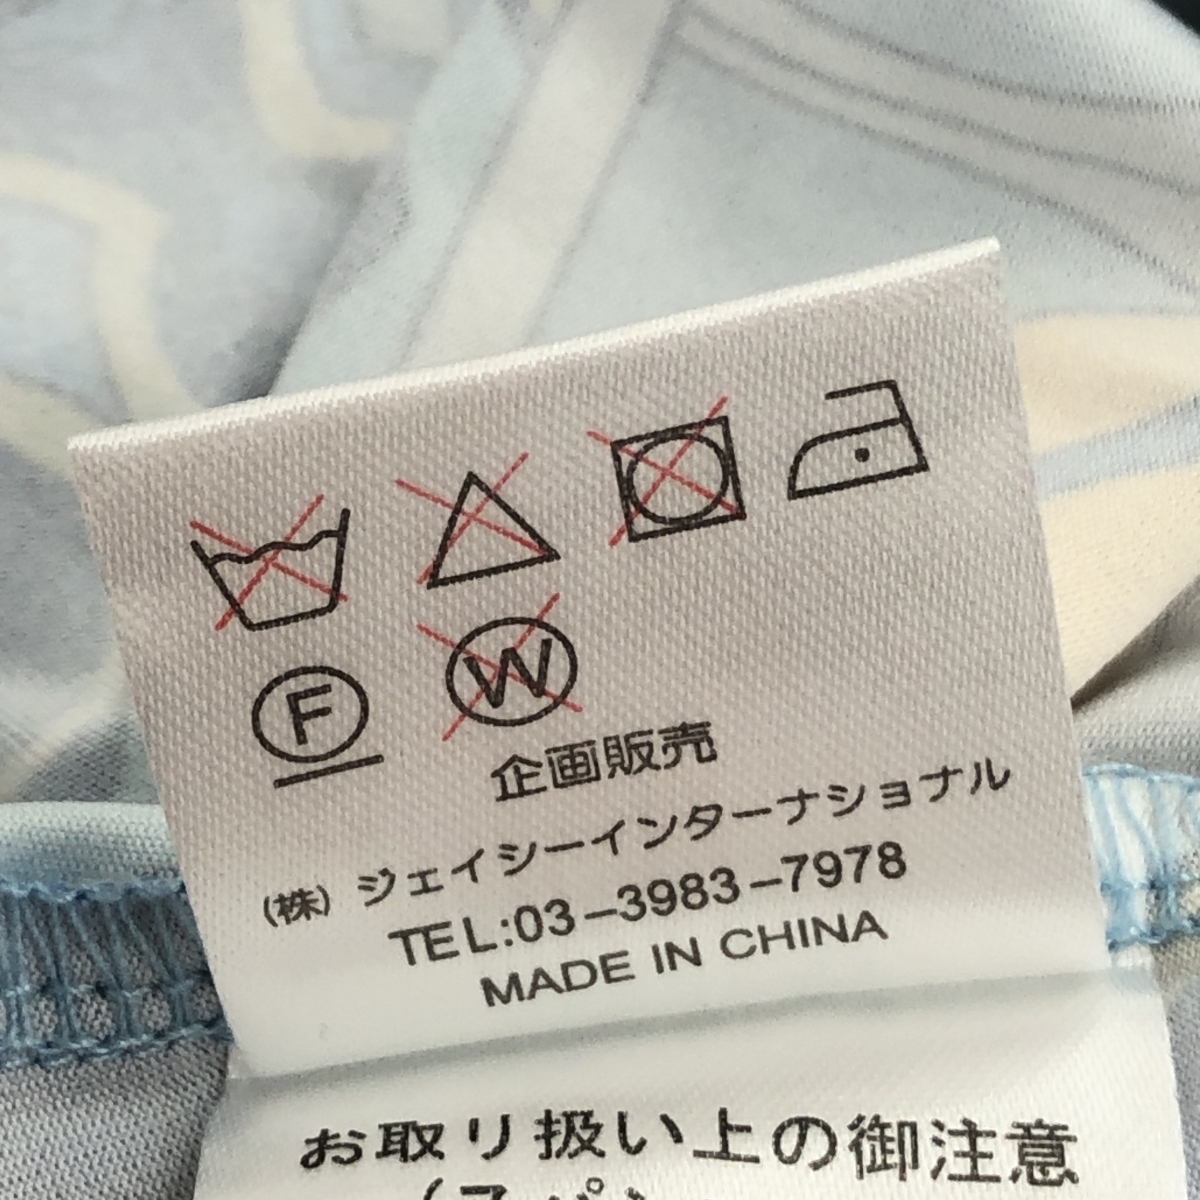 F W
企画販売
(株) ジェイシーインターナショナル
TEL:03-3983-7978
MADE IN CHINA
お取り扱い上の御注意